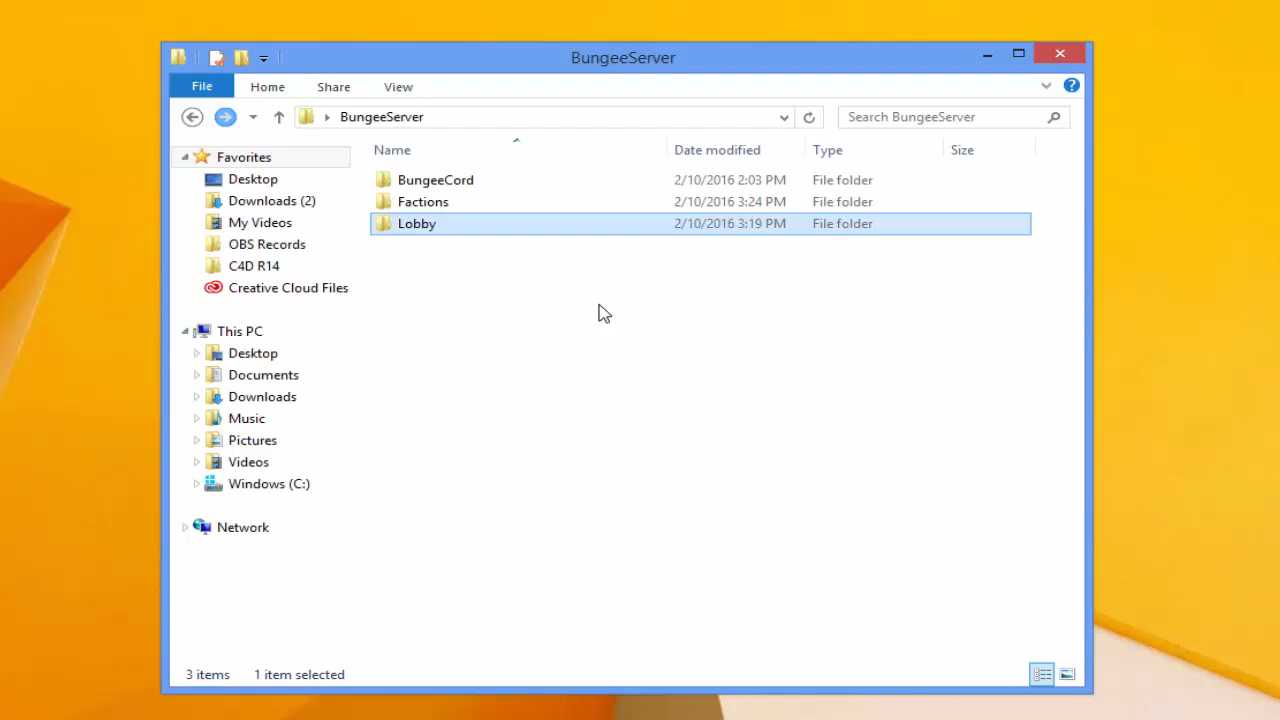 BungeeServer
File Home Share View
BungeeServer Search BungeeServer
Name Date modified Type Size
Favorites
Desktop
Downloads (2)
My Videos
OBS Records
C4D R14
Creative Cloud Files
This PC
Desktop
Documents
Downloads
Music
Pictures
Videos
Windows (C:)
Network
BungeeCord 2/10/2016 2:03 PM File folder
Factions 2/10/2016 3:24 PM File folder
Lobby 2/10/2016 3:19 PM File folder
3 items 1 item selected